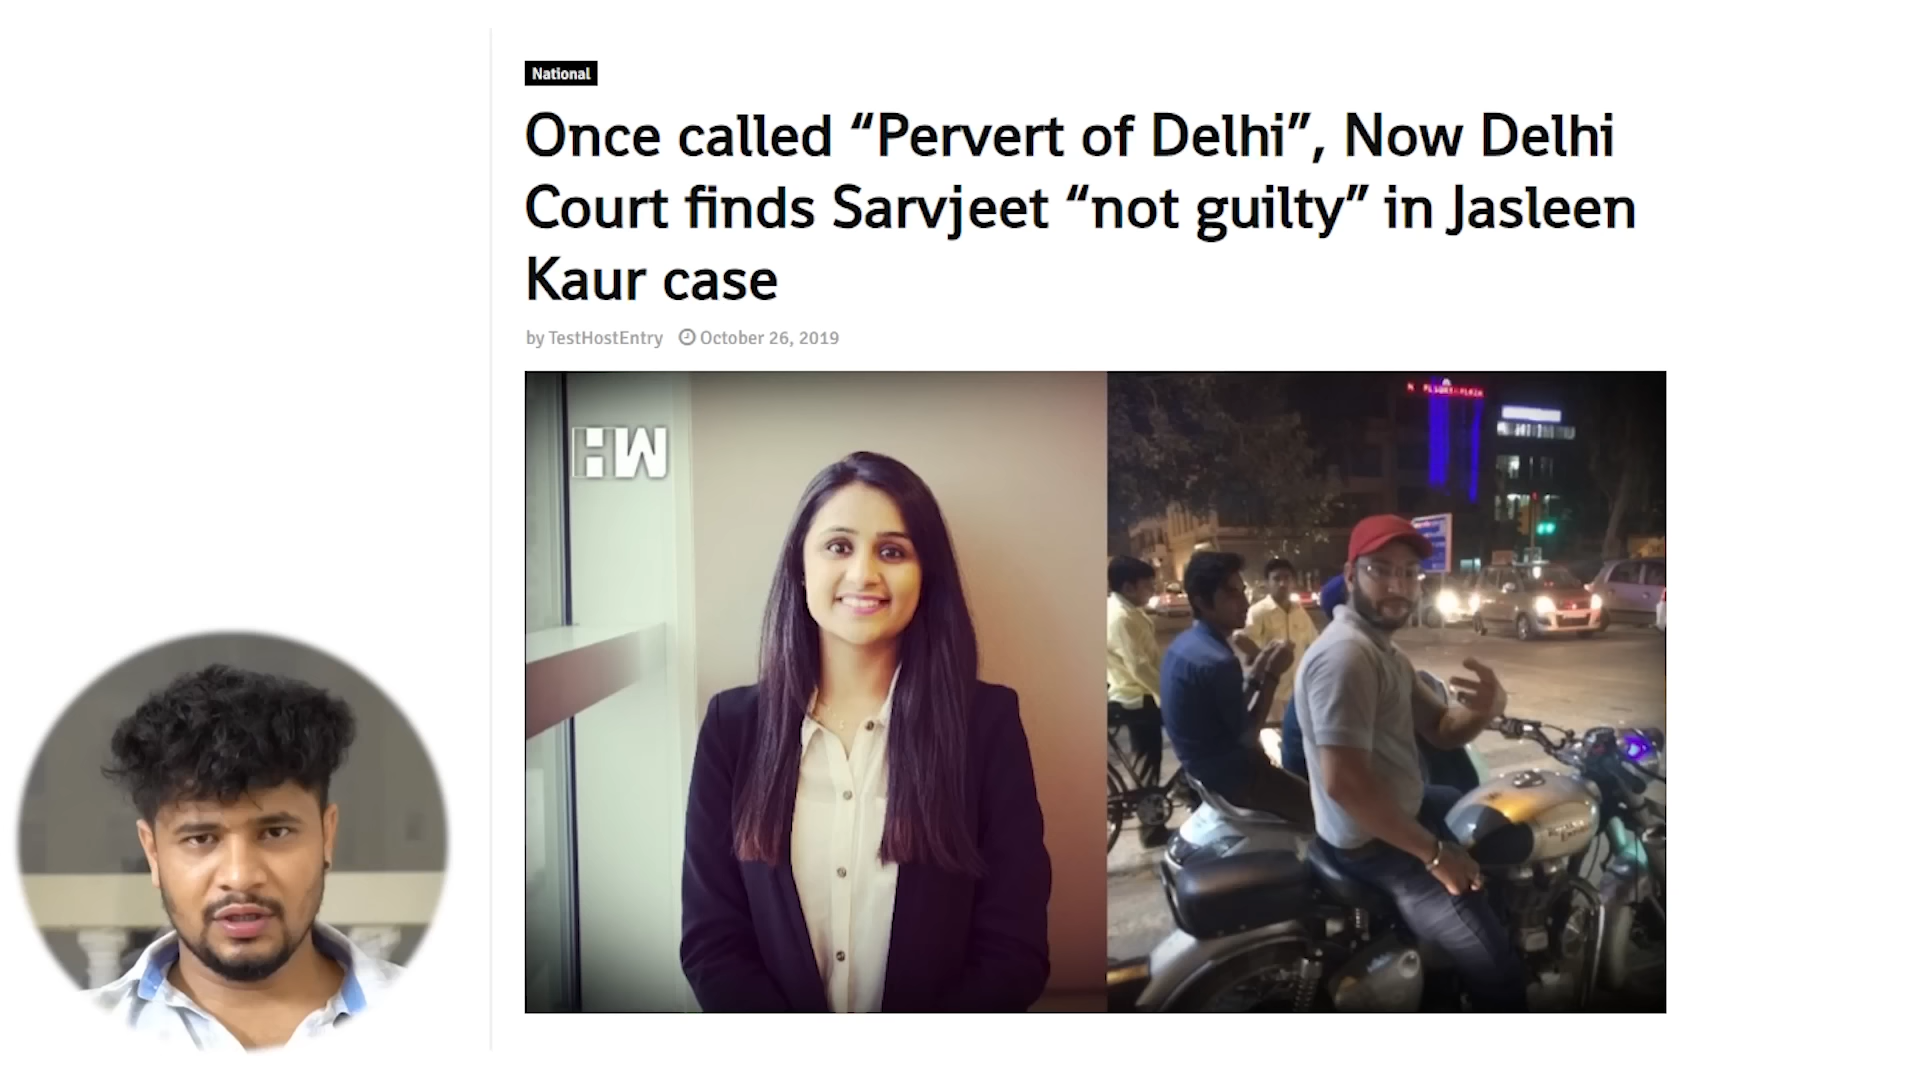 National
Once called “Pervert of Delhi”, Now Delhi
Court finds Sarvjeet “not guilty” in Jasleen
Kaur case
by TestHostEntry October 26, 2019
HW